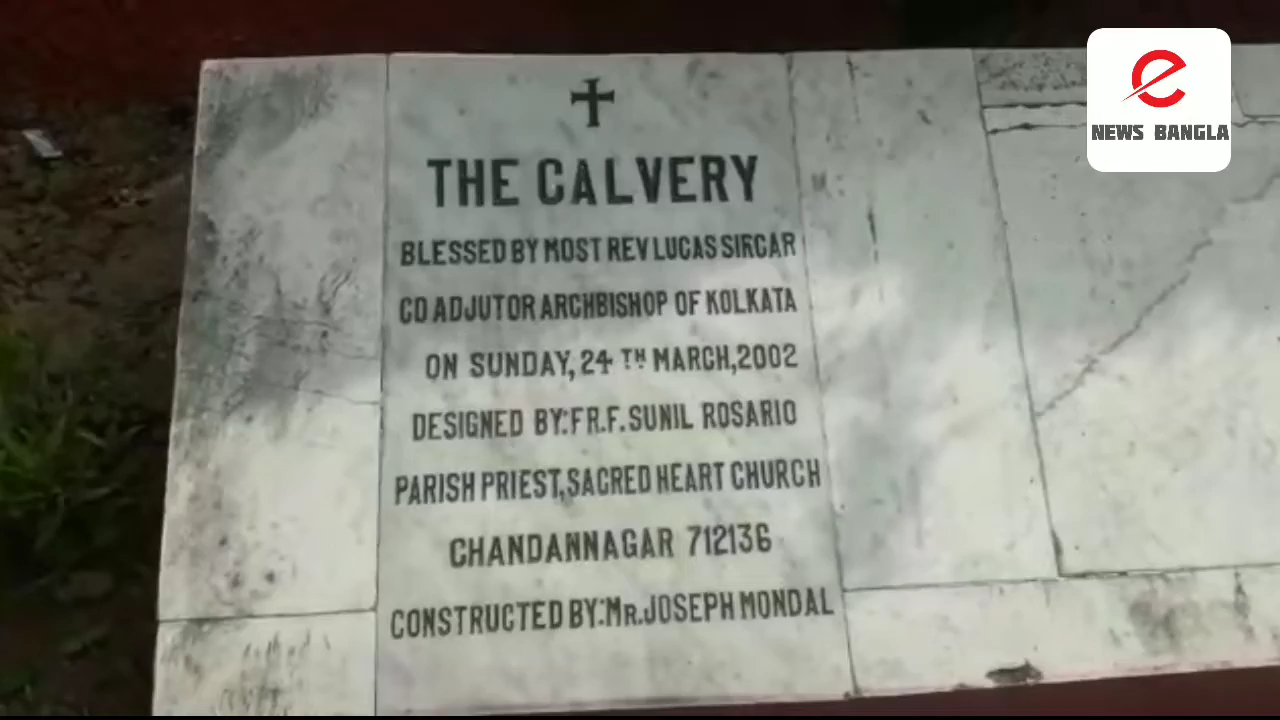 THE CALVERY
BLESSED BY MOST REV LUCAS SIRCAR
CO ADJUTOR ARCHBISHOP OF KOLKATA
ON SUNDAY, 24 TH MARCH, 2002
DESIGNED BY: FR. F. SUNIL ROSARIO
PARISH PRIEST, SACRED HEART CHURCH
CHANDANNAGAR 712136
CONSTRUCTED BY: MR. JOSEPH MONDAL
e
NEWS BANGLA